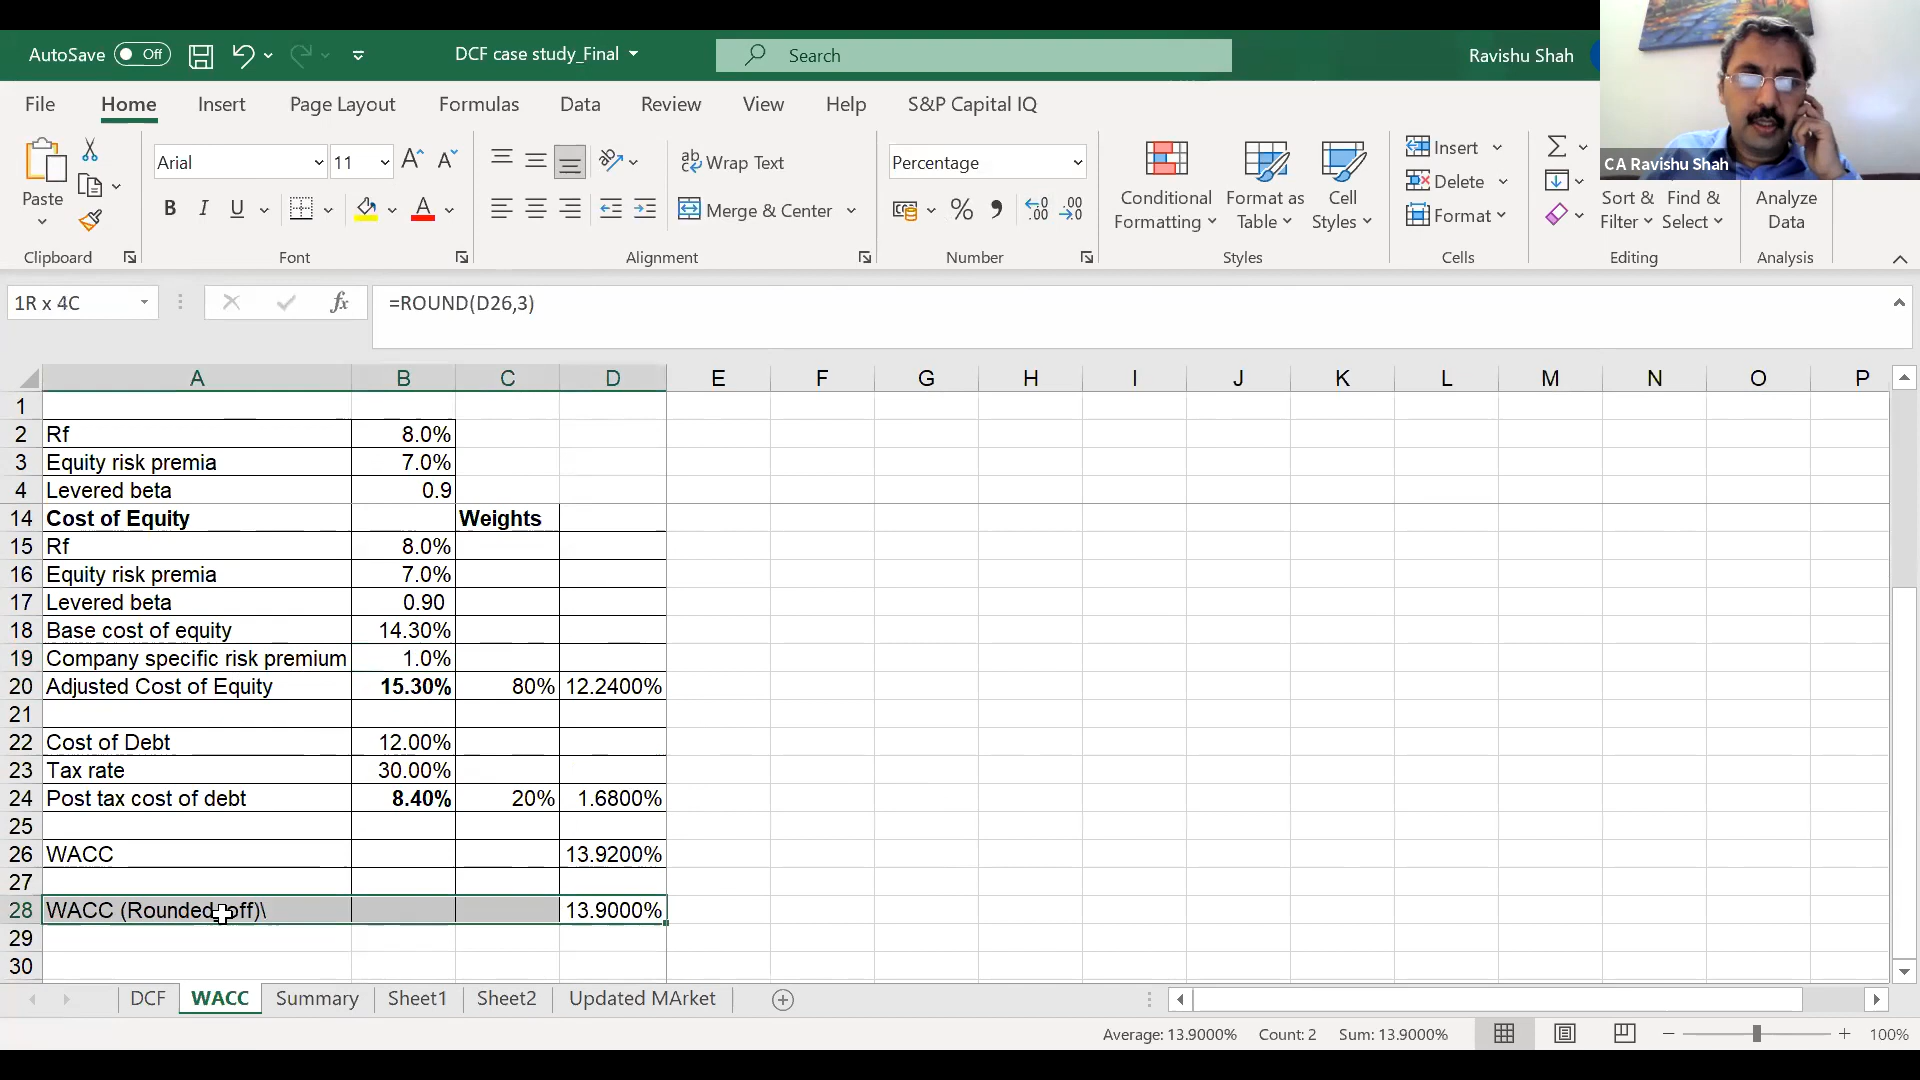 AutoSave Off DCF case study_Final Search Ravishu Shah
File Home Insert Page Layout Formulas Data Review View Help S&P Capital IQ
CA Ravishu Shah
Paste Arial 11 A A ab Wrap Text Percentage Conditional Formatting Format as Table Cell Styles Insert Delete Format Sort & Filter Find & Select Analyze Data
B I U A Merge & Center % 
Clipboard Font Alignment Number Styles Cells Editing Analysis
1R x 4C fx =ROUND(D26,3)
A B C D E F G H I J K L M N O P
1
2 Rf 8.0%
3 Equity risk premia 7.0%
4 Levered beta 0.9
14 Cost of Equity Weights
15 Rf 8.0%
16 Equity risk premia 7.0%
17 Levered beta 0.90
18 Base cost of equity 14.30%
19 Company specific risk premium 1.0%
20 Adjusted Cost of Equity 15.30% 80% 12.2400%
21
22 Cost of Debt 12.00%
23 Tax rate 30.00%
24 Post tax cost of debt 8.40% 20% 1.6800%
25
26 WACC 13.9200%
27
28 WACC (Rounded off)\ 13.9000%
29
30
DCF WACC Summary Sheet1 Sheet2 Updated MArket
Average: 13.9000% Count: 2 Sum: 13.9000% 100%